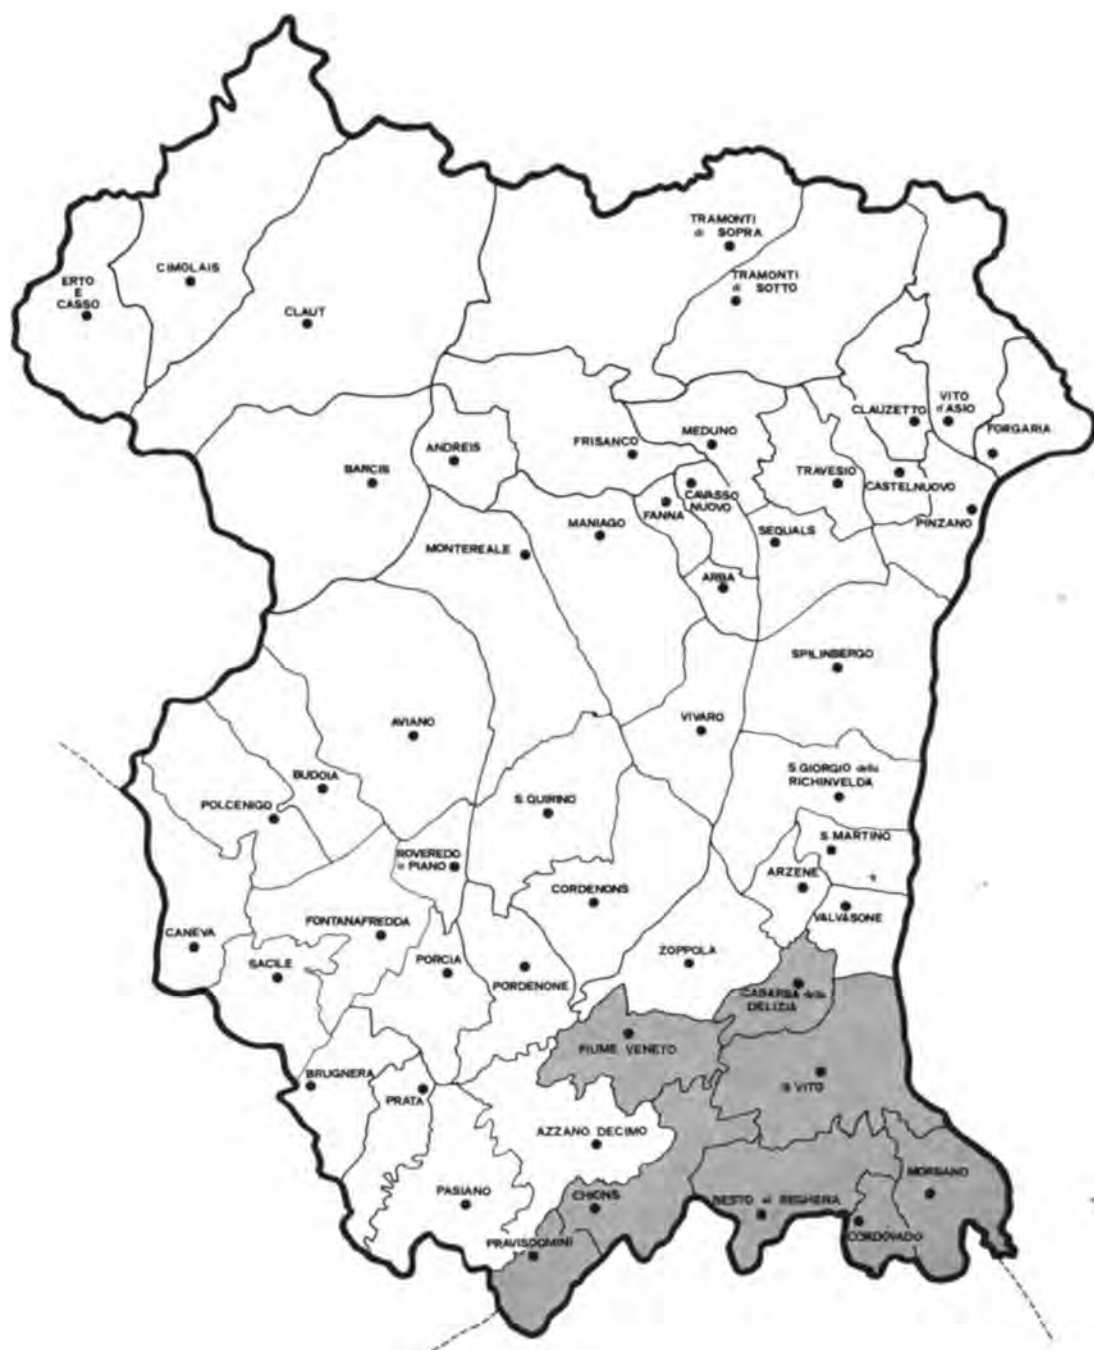 TRAMONTI
di SOPRA
TRAMONTI
di SOTTO
CIMOLAIS
ERTO
E
CASSO
CLAUT
VITO
d'ASIO
CLAUZETTO
FORGARIA
MEDUNO
FRISANCO
ANDREIS
BARCIS
TRAVESIO
CASTELNUOVO
CAVASSO
NUOVO
FANNA
PINZANO
MANIAGO
SEQUALS
MONTEREALE
ARBA
SPILINBERGO
AVIANO
VIVARO
S. GIORGIO della
RICHINVELDA
BUDOIA
POLCENIGO
S. QUIRINO
S. MARTINO
ROVEREDO
in PIANO
ARZENE
CORDENONS
VALVASONE
FONTANAFREDDA
CANEVA
SACILE
PORCIA
PORDENONE
ZOPPOLA
CASARSA della
DELIZIA
FIUME VENETO
S. VITO
BRUGNERA
PRATA
AZZANO DECIMO
PASIANO
CHIONS
SESTO al REGHENA
MORSANO
CORDOVADO
PRAVISDOMINI